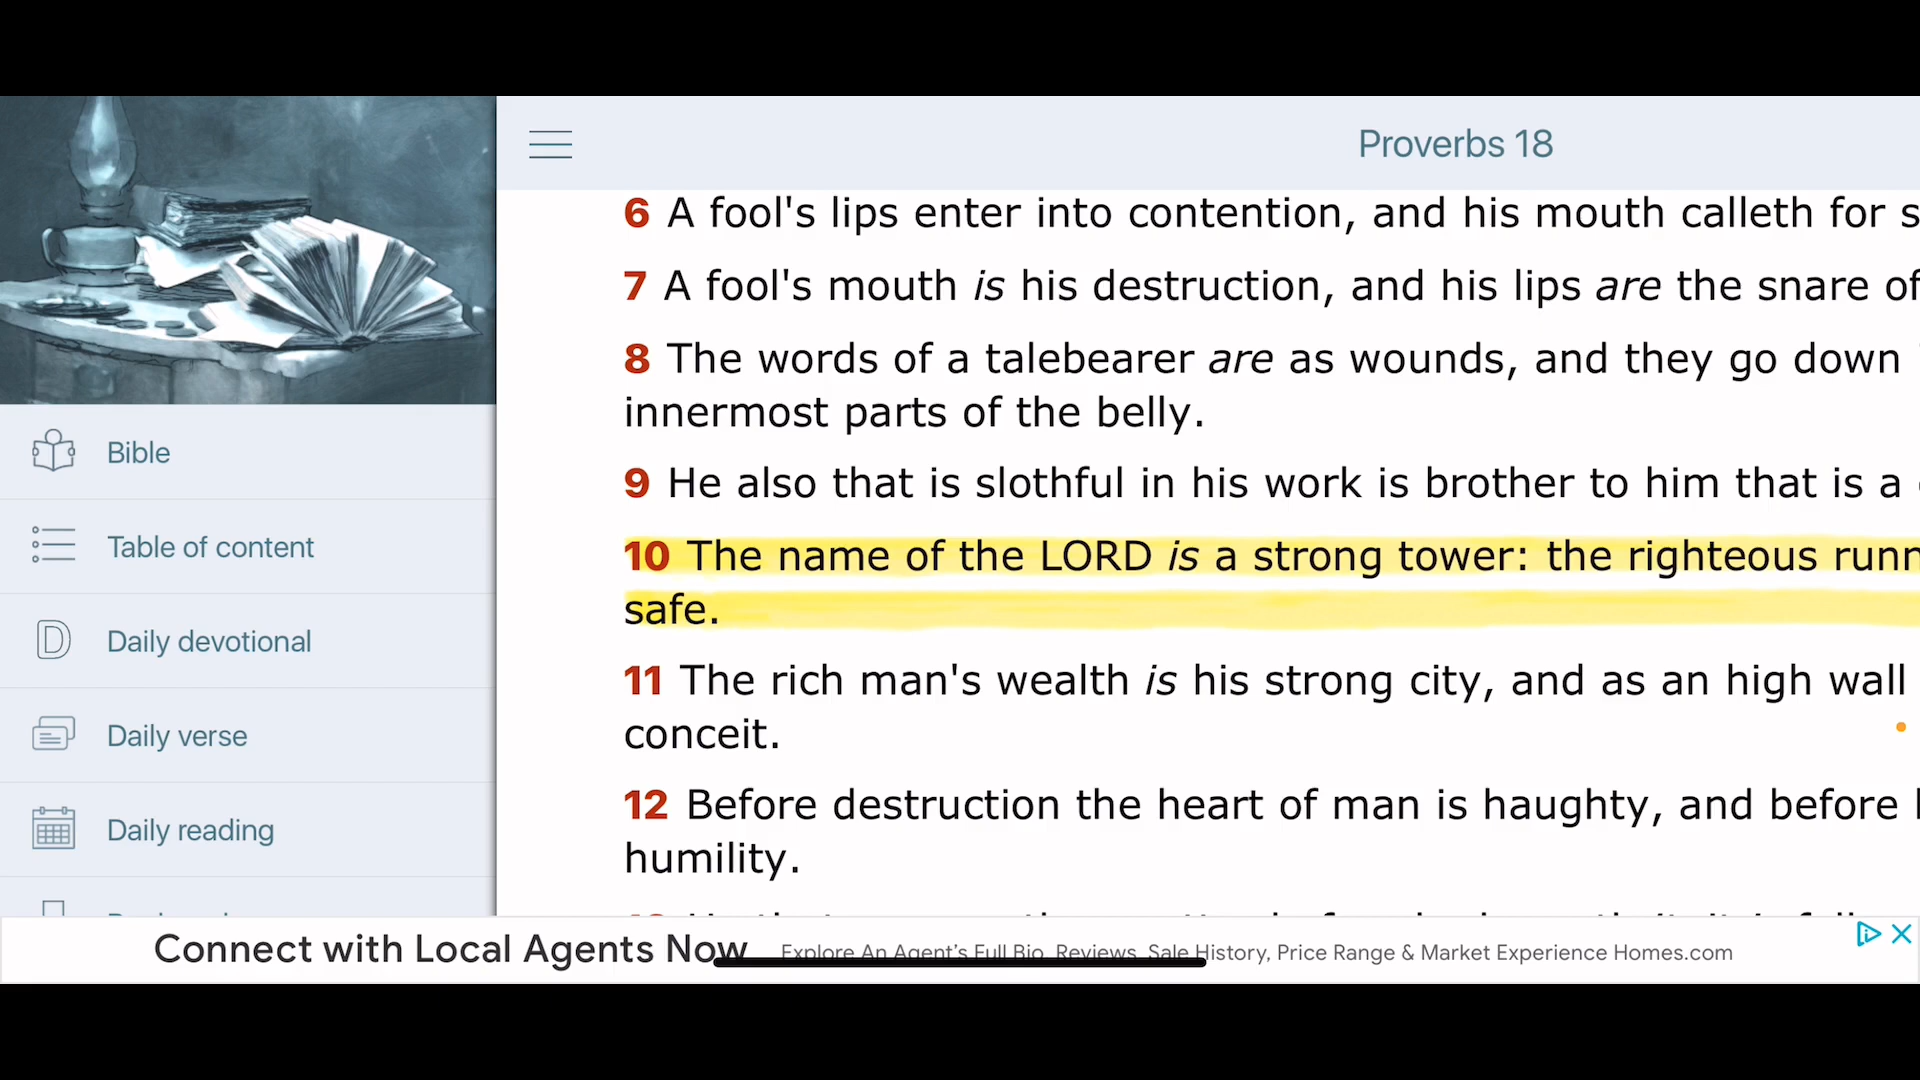 Proverbs 18
6 A fool's lips enter into contention, and his mouth calleth for
7 A fool's mouth is his destruction, and his lips are the snare of
8 The words of a talebearer are as wounds, and they go down
innermost parts of the belly.
9 He also that is slothful in his work is brother to him that is a
10 The name of the LORD is a strong tower: the righteous
safe.
11 The rich man's wealth is his strong city, and as an high wall
conceit.
12 Before destruction the heart of man is haughty, and before
humility.
Bible
Table of content
Daily devotional
D
Daily verse
Daily reading
Connect with Local Agents Now
Explore An Agent's Full Bio, Reviews, Sale History, Price Range & Market Experience Homes.com